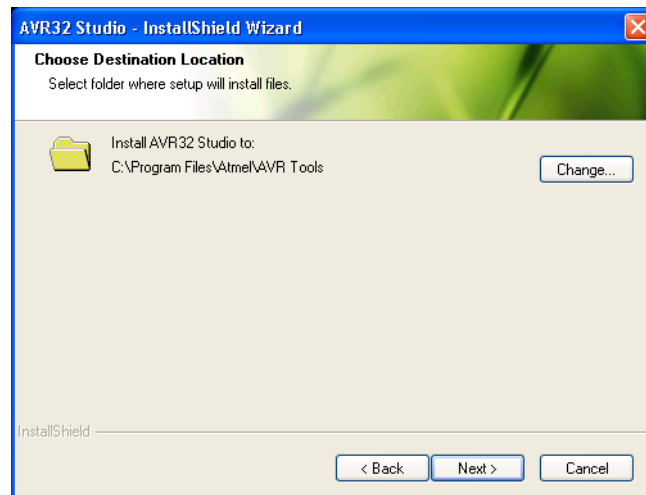 AVR32 Studio - InstallShield Wizard
Choose Destination Location
Select folder where setup will install files.
Install AVR32 Studio to:
C:\Program Files\Atmel\AVR Tools
Change...
InstallShield
< Back Next > Cancel